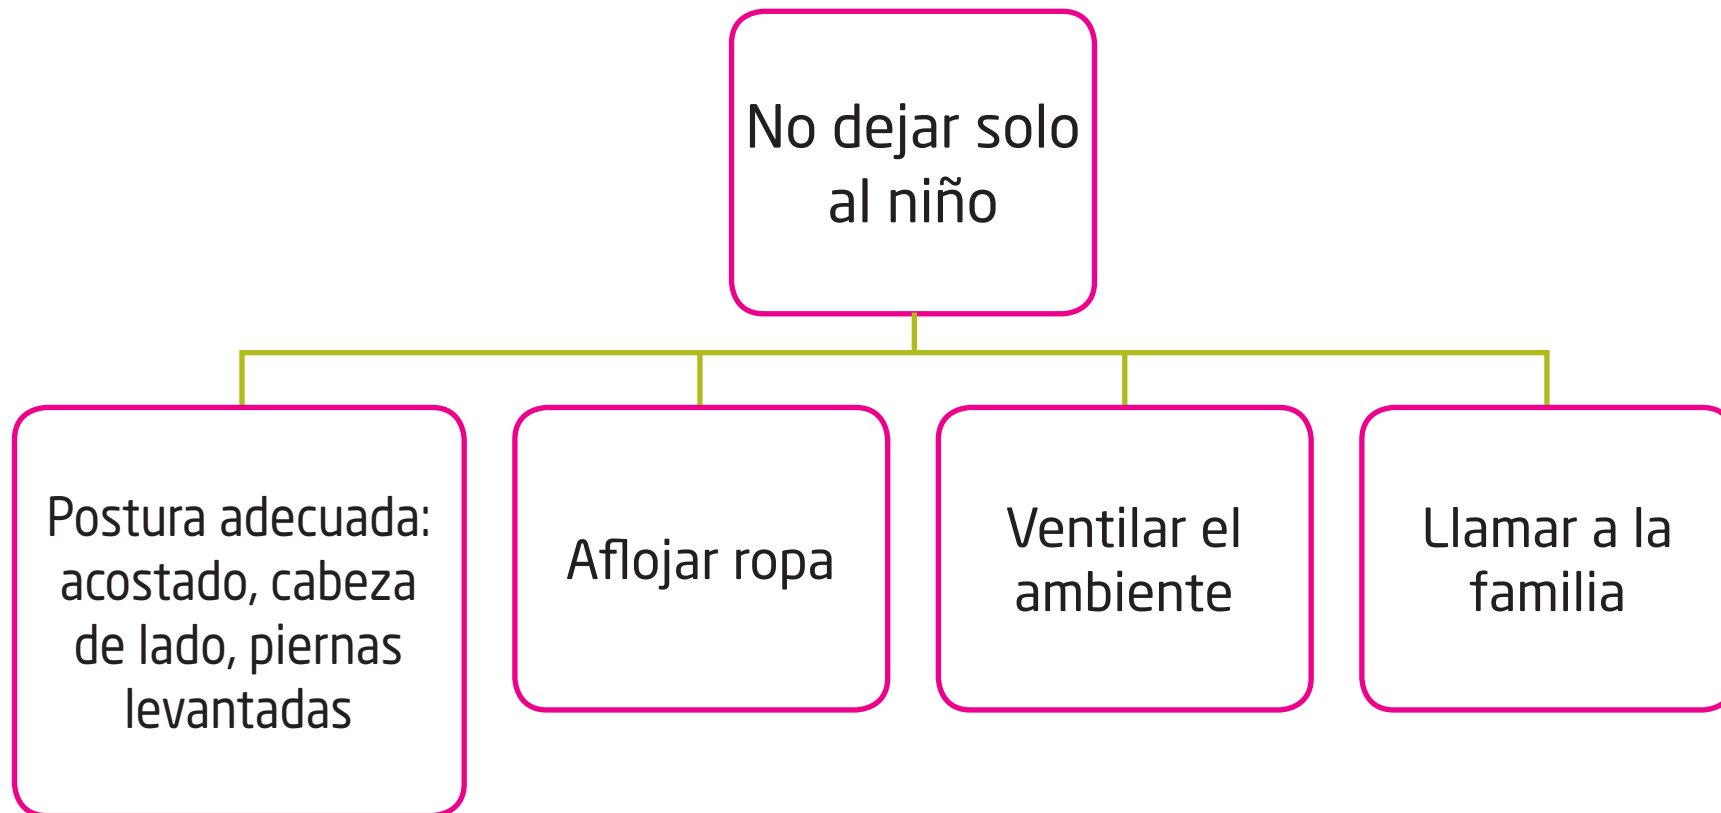 No dejar solo
al niño
Postura adecuada:
acostado, cabeza
de lado, piernas
levantadas
Aflojar ropa
Ventilar el
ambiente
Llamar a la
familia